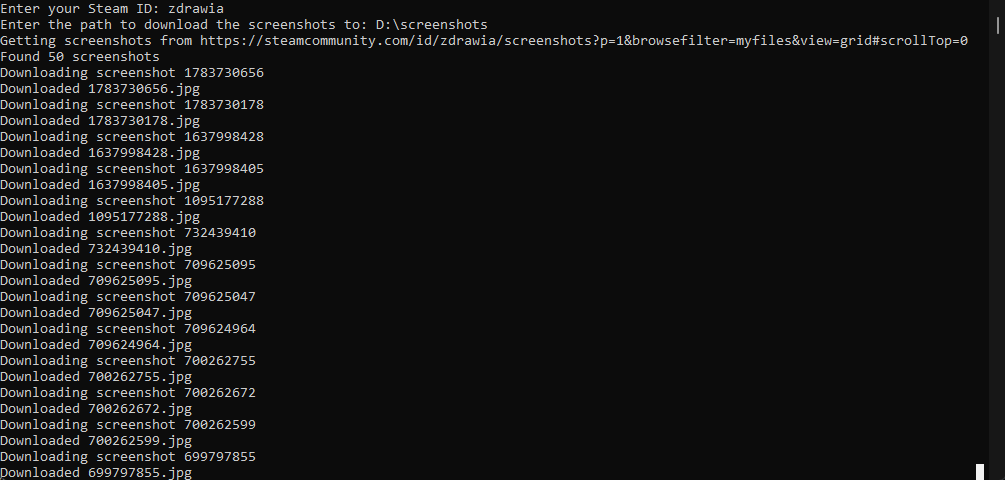 Enter your Steam ID: zdrawia
Enter the path to download the screenshots to: D:\screenshots
Getting screenshots from https://steamcommunity.com/id/zdrawia/screenshots?p=1&browsefilter=myfiles&view=grid#scrollTop=0
Found 50 screenshots
Downloading screenshot 1783730656
Downloaded 1783730656.jpg
Downloading screenshot 1783730178
Downloaded 1783730178.jpg
Downloading screenshot 1637998428
Downloaded 1637998428.jpg
Downloading screenshot 1637998405
Downloaded 1637998405.jpg
Downloading screenshot 1095177288
Downloaded 1095177288.jpg
Downloading screenshot 732439410
Downloaded 732439410.jpg
Downloading screenshot 709625095
Downloaded 709625095.jpg
Downloading screenshot 709625047
Downloaded 709625047.jpg
Downloading screenshot 709624964
Downloaded 709624964.jpg
Downloading screenshot 700262755
Downloaded 700262755.jpg
Downloading screenshot 700262672
Downloaded 700262672.jpg
Downloading screenshot 700262599
Downloaded 700262599.jpg
Downloading screenshot 699797855
Downloaded 699797855.jpg